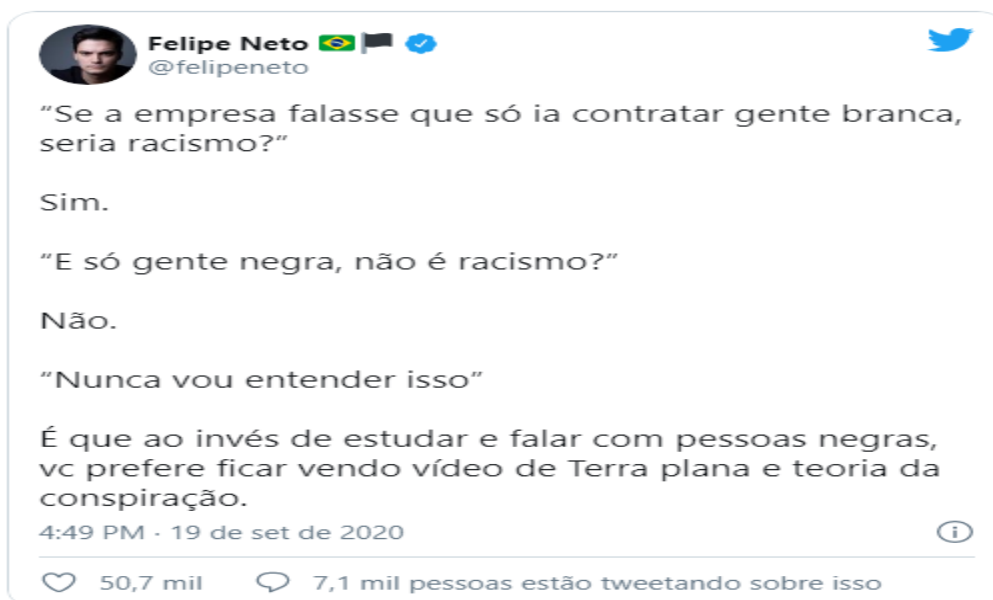 Felipe Neto 🇧🇷🏴
@felipeneto
“Se a empresa falasse que só ia contratar gente branca,
seria racismo?”
Sim.
“E só gente negra, não é racismo?”
Não.
“Nunca vou entender isso”
É que ao invés de estudar e falar com pessoas negras,
vc prefere ficar vendo vídeo de Terra plana e teoria da
conspiração.
4:49 PM · 19 de set de 2020
50,7 mil 7,1 mil pessoas estão tweetando sobre isso